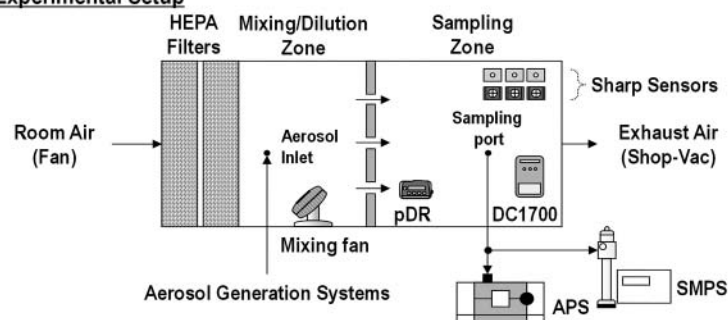 Experimental Setup
HEPA
Filters
Mixing/Dilution
Zone
Sampling
Zone
Sharp Sensors
Room Air
(Fan)
Aerosol
Inlet
Sampling
port
Exhaust Air
(Shop-Vac)
pDR
DC1700
Mixing fan
Aerosol Generation Systems
APS
SMPS